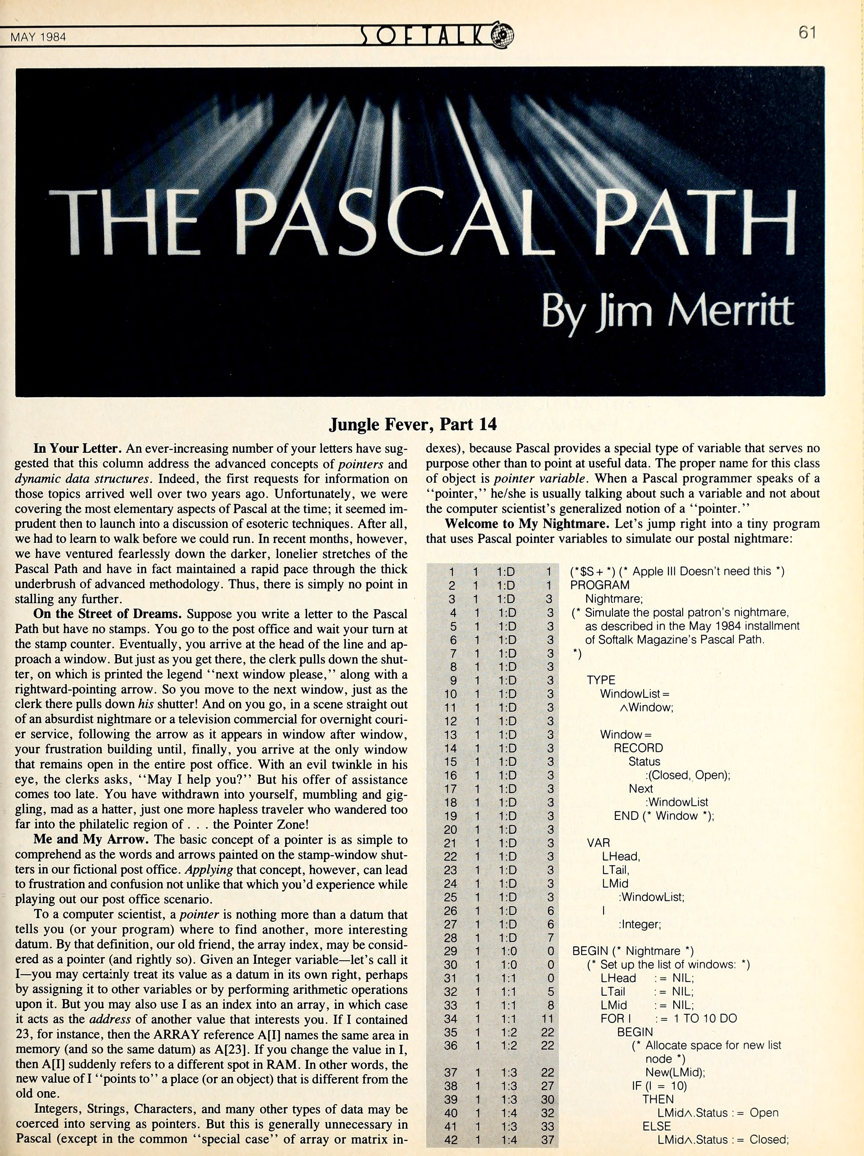 MAY 1984
SOFTALK
61
THE PASCAL PATH
By Jim Merritt
Jungle Fever, Part 14
In Your Letter. An ever-increasing number of your letters have sug-
gested that this column address the advanced concepts of pointers and
dynamic data structures. Indeed, the first requests for information on
those topics arrived well over two years ago. Unfortunately, we were
covering the most elementary aspects of Pascal at the time; it seemed im-
prudent then to launch into a discussion of esoteric techniques. After all,
we had to learn to walk before we could run. In recent months, however,
we have ventured fearlessly down the darker, lonelier stretches of the
Pascal Path and have in fact maintained a rapid pace through the thick
underbrush of advanced methodology. Thus, there is simply no point in
stalling any further.
On the Street of Dreams. Suppose you write a letter to the Pascal
Path but have no stamps. You go to the post office and wait your turn at
the stamp counter. Eventually, you arrive at the head of the line and ap-
proach a window. But just as you get there, the clerk pulls down the shut-
ter, on which is printed the legend ‘‘next window please,’’ along with a
rightward-pointing arrow. So you move to the next window, just as the
clerk there pulls down his shutter! And on you go, in a scene straight out
of an absurdist nightmare or a television commercial for overnight couri-
er service, following the arrow as it appears in window after window,
your frustration building until, finally, you arrive at the only window
that remains open in the entire post office. With an evil twinkle in his
eye, the clerks asks, ‘‘May I help you?’’ But his offer of assistance
comes too late. You have withdrawn into yourself, mumbling and gig-
gling, mad as a hatter, just one more hapless traveler who wandered too
far into the philatelic region of . . . the Pointer Zone!
Me and My Arrow. The basic concept of a pointer is as simple to
comprehend as the words and arrows painted on the stamp-window shut-
ters in our fictional post office. Applying that concept, however, can lead
to frustration and confusion not unlike that which you’d experience while
playing out our post office scenario.
To a computer scientist, a pointer is nothing more than a datum that
tells you (or your program) where to find another, more interesting
datum. By that definition, our old friend, the array index, may be consid-
ered as a pointer (and rightly so). Given an Integer variable—let’s call it
I—you may certainly treat its value as a datum in its own right, perhaps
by assigning it to other variables or by performing arithmetic operations
upon it. But you may also use I as an index into an array, in which case
it acts as the address of another value that interests you. If I contained
23, for instance, then the ARRAY reference A[I] names the same area in
memory (and so the same datum) as A[23]. If you change the value in I,
then A[I] suddenly refers to a different spot in RAM. In other words, the
new value of I ‘‘points to’’ a place (or an object) that is different from the
old one.
Integers, Strings, Characters, and many other types of data may be
coerced into serving as pointers. But this is generally unnecessary in
Pascal (except in the common ‘‘special case’’ of array or matrix in-
dexes), because Pascal provides a special type of variable that serves no
purpose other than to point at useful data. The proper name for this class
of object is pointer variable. When a Pascal programmer speaks of a
‘‘pointer,’’ he/she is usually talking about such a variable and not about
the computer scientist’s generalized notion of a ‘‘pointer.’’
Welcome to My Nightmare. Let’s jump right into a tiny program
that uses Pascal pointer variables to simulate our postal nightmare:
1 1 1:D 1 (*$S+*) (* Apple III Doesn't need this *)
2 1 1:D 1 PROGRAM
3 1 1:D 3 Nightmare;
4 1 1:D 3 (* Simulate the postal patron's nightmare,
5 1 1:D 3 as described in the May 1984 installment
6 1 1:D 3 of Softalk Magazine's Pascal Path.
7 1 1:D 3 *)
8 1 1:D 3
9 1 1:D 3 TYPE
10 1 1:D 3 WindowList =
11 1 1:D 3 ∧Window;
12 1 1:D 3
13 1 1:D 3 Window =
14 1 1:D 3 RECORD
15 1 1:D 3 Status
16 1 1:D 3 :(Closed, Open);
17 1 1:D 3 Next
18 1 1:D 3 :WindowList
19 1 1:D 3 END (* Window *);
20 1 1:D 3
21 1 1:D 3 VAR
22 1 1:D 3 LHead,
23 1 1:D 3 LTail,
24 1 1:D 3 LMid
25 1 1:D 3 :WindowList;
26 1 1:D 6 I
27 1 1:D 6 :Integer;
28 1 1:D 7
29 1 1:0 0 BEGIN (* Nightmare *)
30 1 1:0 0 (* Set up the list of windows: *)
31 1 1:1 0 LHead := NIL;
32 1 1:1 5 LTail := NIL;
33 1 1:1 8 LMid := NIL;
34 1 1:1 11 FOR I := 1 TO 10 DO
35 1 1:2 22 BEGIN
36 1 1:2 22 (* Allocate space for new list
node *)
37 1 1:3 22 New(LMid);
38 1 1:3 27 IF (I = 10)
39 1 1:3 30 THEN
40 1 1:4 32 LMid∧.Status := Open
41 1 1:3 33 ELSE
42 1 1:4 37 LMid∧.Status := Closed;